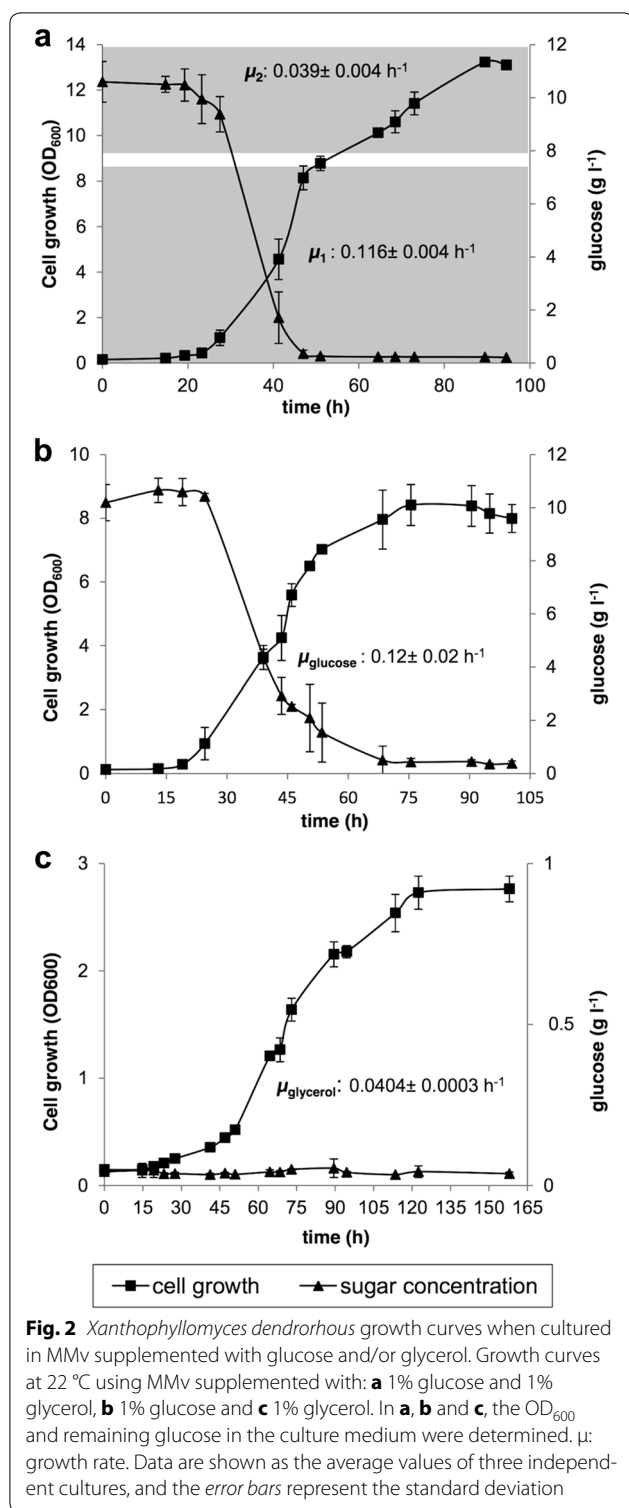 a
14
12
10
8
6
4
2
0
Cell growth (OD600)
μ2: 0.039± 0.004 h-1
μ1 : 0.116± 0.004 h-1
12
10
8
6
4
2
0
glucose (g l-1)
0 20 40 60 80 100
time (h)
b
10
8
6
4
2
0
Cell growth (OD600)
μglucose : 0.12± 0.02 h-1
12
10
8
6
4
2
0
glucose (g l-1)
0 15 30 45 60 75 90 105
time (h)
c
3
2
1
0
Cell growth (OD600)
μglycerol: 0.0404± 0.0003 h-1
1
0.5
0
glucose (g l-1)
0 15 30 45 60 75 90 105 120 135 150 165
time (h)
cell growth sugar concentration
Fig. 2 Xanthophyllomyces dendrorhous growth curves when cultured
in MMv supplemented with glucose and/or glycerol. Growth curves
at 22 °C using MMv supplemented with: a 1% glucose and 1%
glycerol, b 1% glucose and c 1% glycerol. In a, b and c, the OD600
and remaining glucose in the culture medium were determined. μ:
growth rate. Data are shown as the average values of three independ-
ent cultures, and the error bars represent the standard deviation